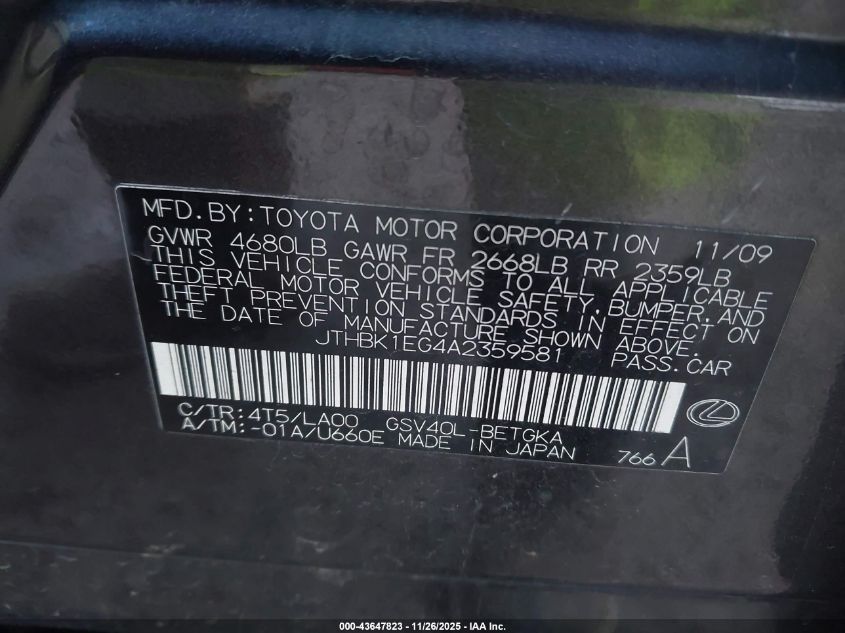 MFD.BY:TOYOTA MOTOR CORPORATION 11/09
GVWR 4680LB GAWR FR 2668LB RR 2359LB
THIS VEHICLE CONFORMS TO ALL APPLICABLE
FEDERAL MOTOR VEHICLE SAFETY,BUMPER,AND
THEFT PREVENTION STANDARDS IN EFFECT ON
THE DATE OF MANUFACTURE SHOWN ABOVE.
JTHBK1EG4A2359581 PASS.CAR
C/TR:4T5/LA00 GSV40L-BETGKA
A/TM:-01A/U660E MADE IN JAPAN 766A
000-43647823 - 11/26/2025 - IAA Inc.